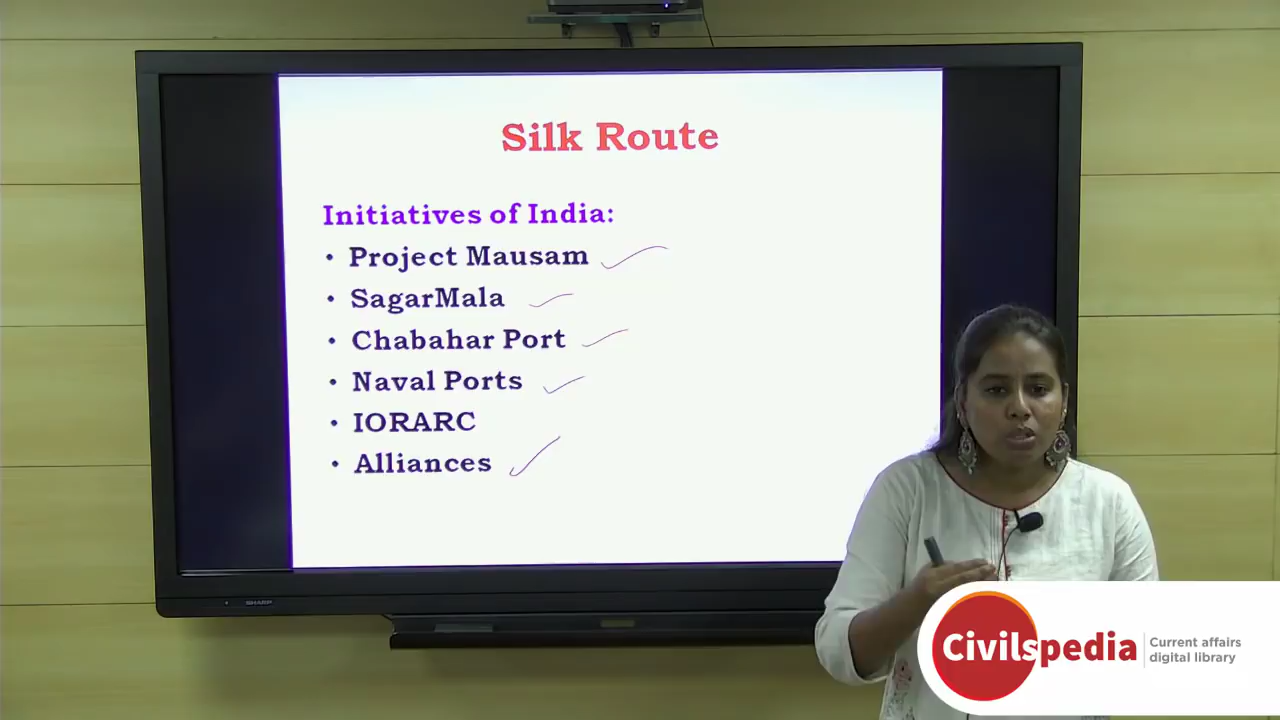 Silk Route
Initiatives of India:
• Project Mausam
• SagarMala
• Chabahar Port
• Naval Ports
• IORARC
• Alliances
SHARP
Civilspedia
Current affairs
digital library